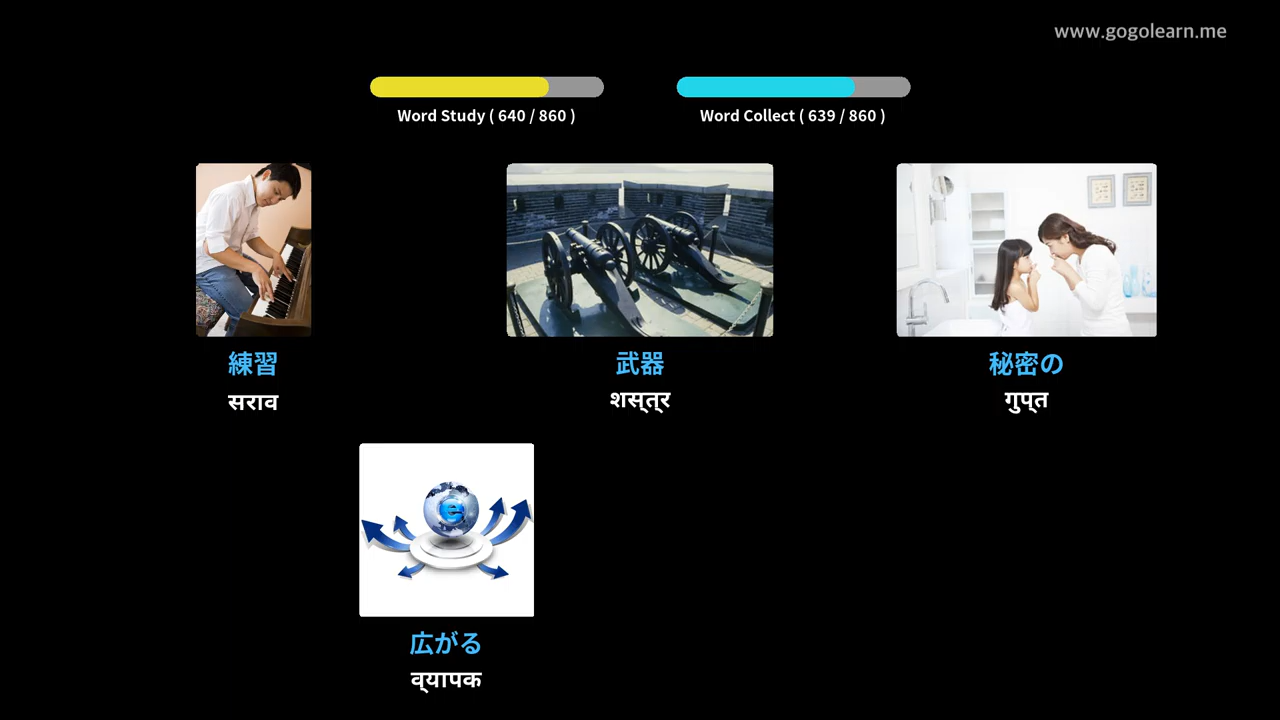 www.gogolearn.me
Word Study ( 640 / 860 )
Word Collect ( 639 / 860 )
練習
सराव
武器
शस्त्र
秘密の
गुप्त
e
広がる
व्यापक